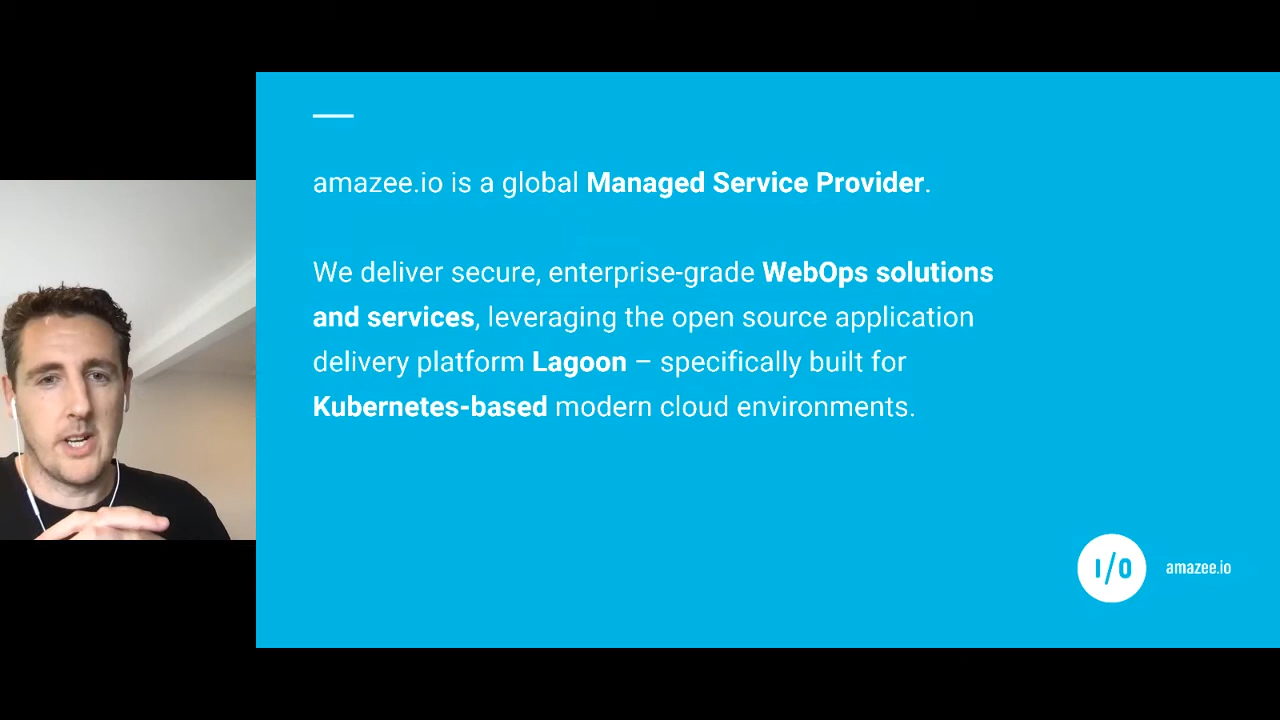 amazee.io is a global Managed Service Provider.
We deliver secure, enterprise-grade WebOps solutions
and services, leveraging the open source application
delivery platform Lagoon – specifically built for
Kubernetes-based modern cloud environments.
I/O amazee.io